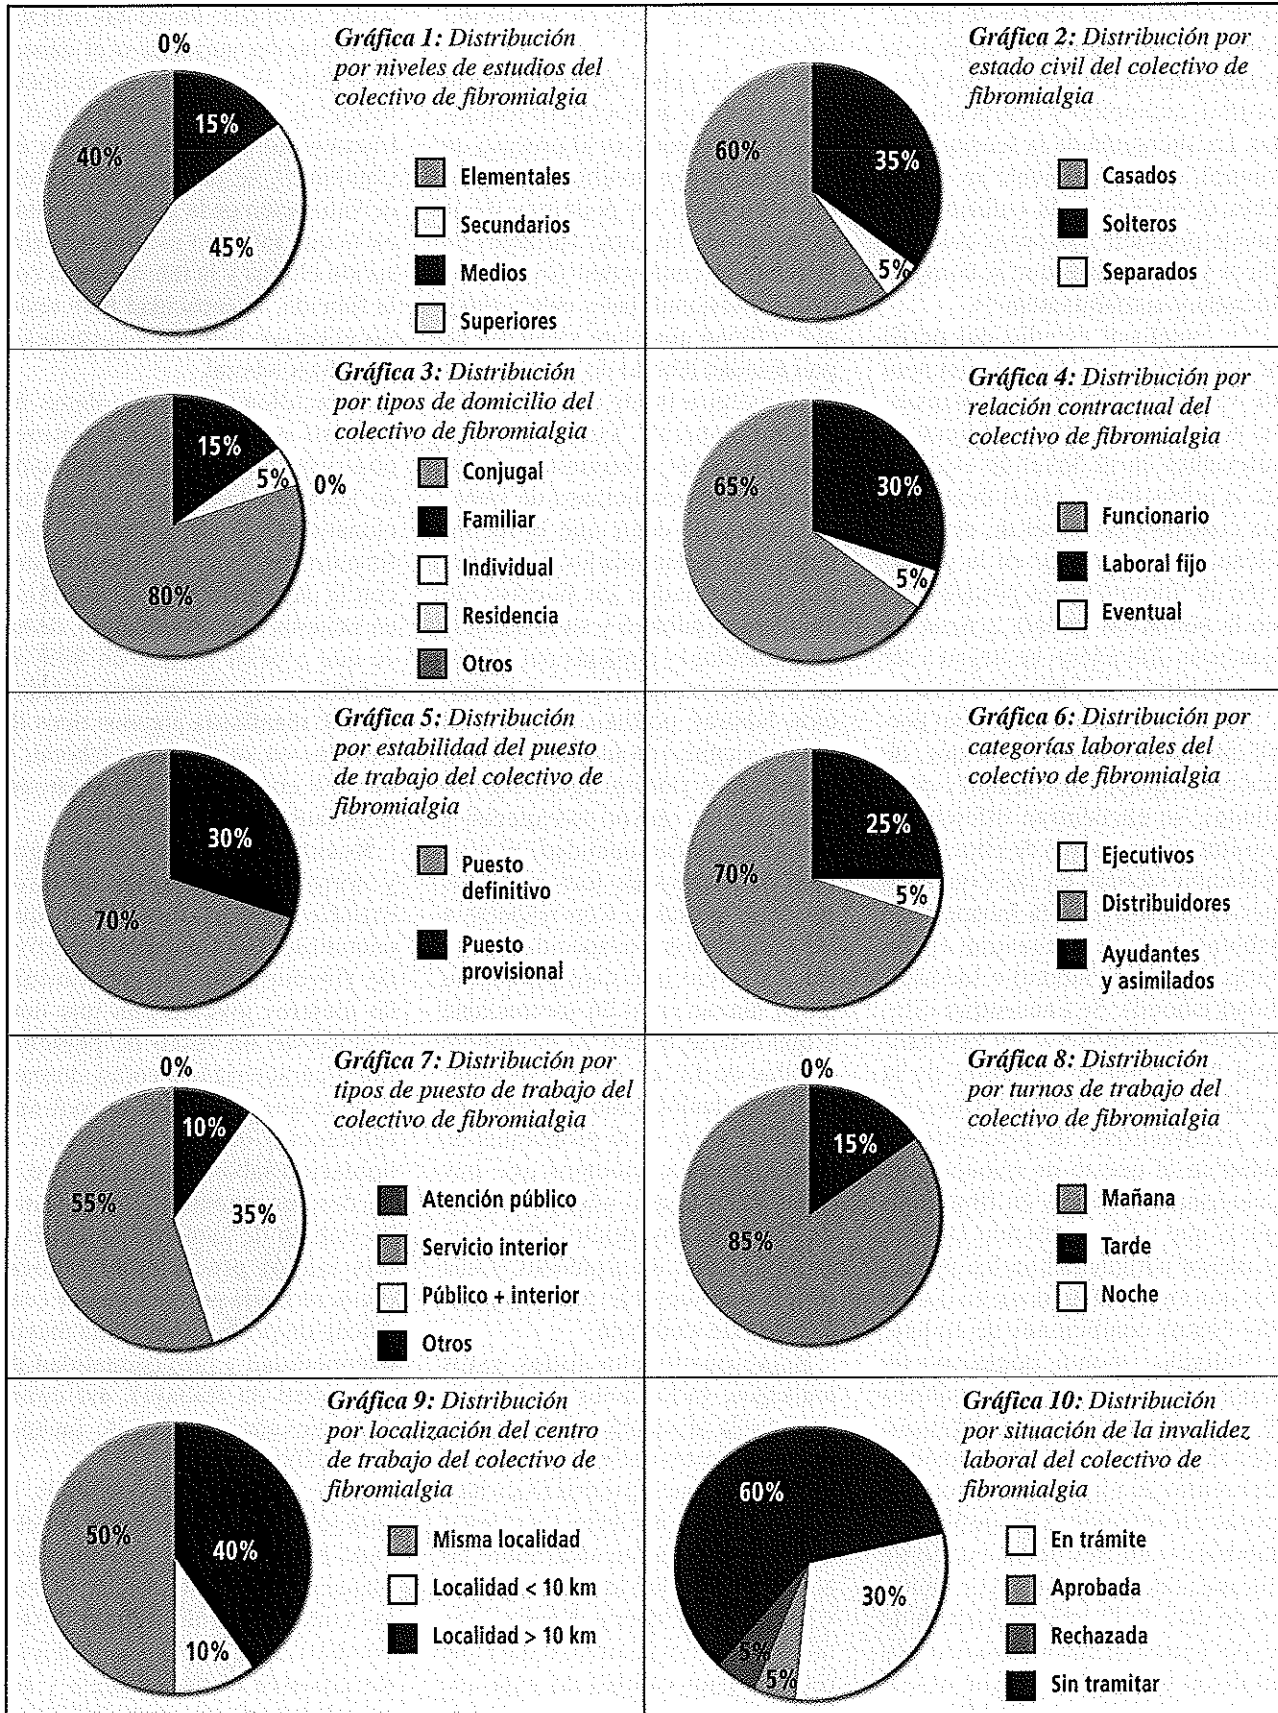 Gráfica 1: Distribución
por niveles de estudios del
colectivo de fibromialgia
0%
15%
40%
45%
Elementales
Secundarios
Medios
Superiores
Gráfica 2: Distribución por
estado civil del colectivo de
fibromialgia
60%
35%
5%
Casados
Solteros
Separados
Gráfica 3: Distribución
por tipos de domicilio del
colectivo de fibromialgia
15%
5%
0%
80%
Conjugal
Familiar
Individual
Residencia
Otros
Gráfica 4: Distribución por
relación contractual del
colectivo de fibromialgia
65%
30%
5%
Funcionario
Laboral fijo
Eventual
Gráfica 5: Distribución
por estabilidad del puesto
de trabajo del colectivo de
fibromialgia
30%
70%
Puesto
definitivo
Puesto
provisional
Gráfica 6: Distribución por
categorías laborales del
colectivo de fibromialgia
25%
70%
5%
Ejecutivos
Distribuidores
Ayudantes
y asimilados
Gráfica 7: Distribución por
tipos de puesto de trabajo del
colectivo de fibromialgia
0%
10%
55%
35%
Atención público
Servicio interior
Público + interior
Otros
Gráfica 8: Distribución
por turnos de trabajo del
colectivo de fibromialgia
0%
15%
85%
Mañana
Tarde
Noche
Gráfica 9: Distribución
por localización del centro
de trabajo del colectivo de
fibromialgia
50%
40%
10%
Misma localidad
Localidad < 10 km
Localidad > 10 km
Gráfica 10: Distribución
por situación de la invalidez
laboral del colectivo de
fibromialgia
60%
30%
5%
5%
En trámite
Aprobada
Rechazada
Sin tramitar